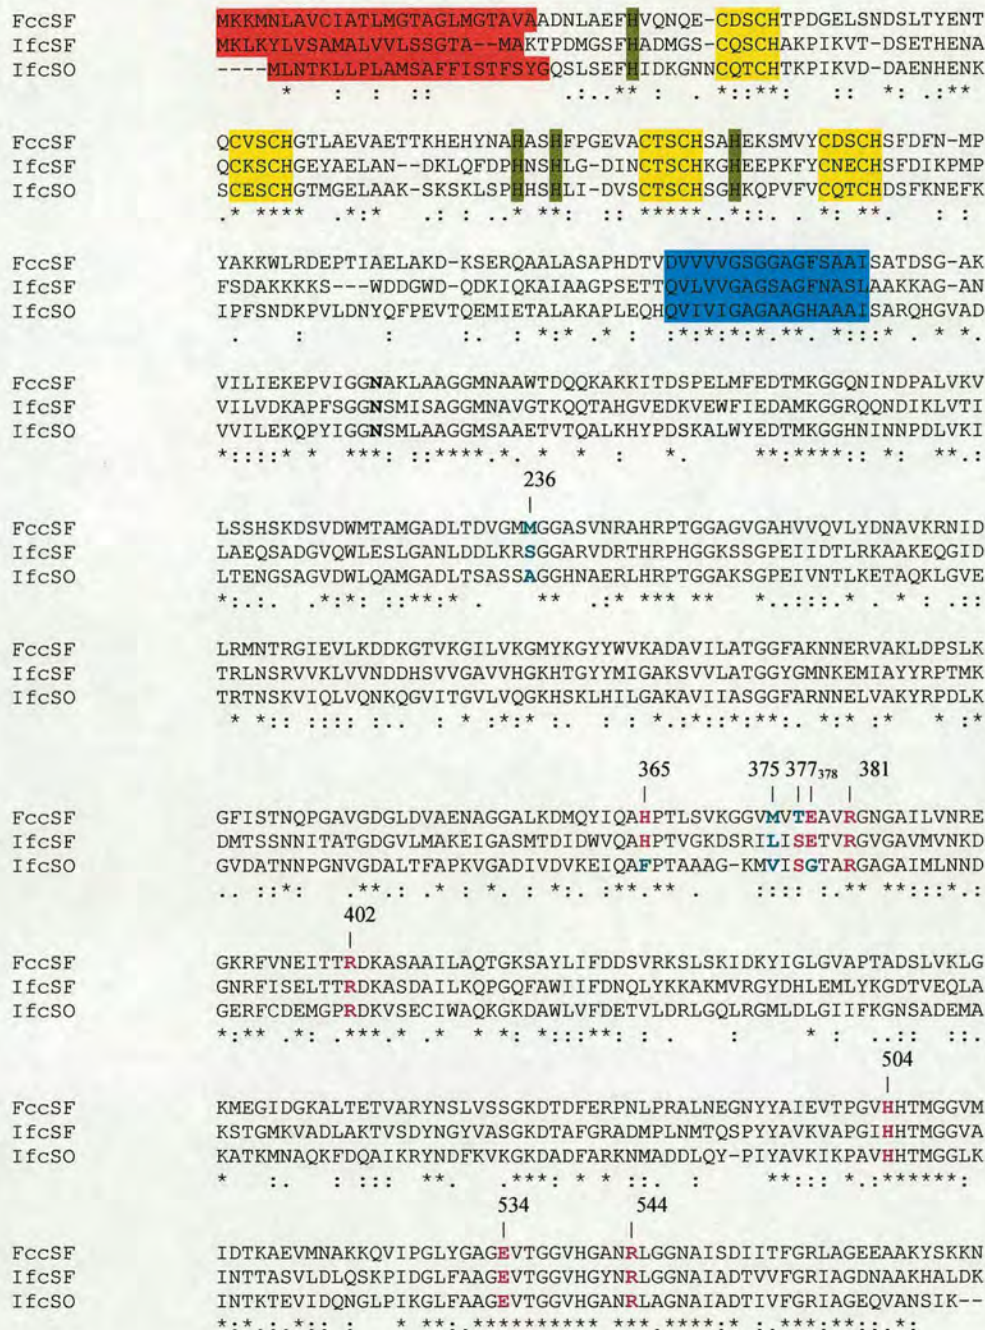 FccSF MKKMNLAVCIATLMGTAGLMGTAVAADNLAEFHVQNQE-CDSCHTPDGELSNDSLTYENT
IfcSF MKLKYLVSAMALVVLSSGTA--MAKTPDMGSFHADMGS-CQSCHAKPIKVT-DSETHENA
IfcSO ----MLNTKLLPLAMSAFFISTFSYGQSLSEFHIDKGNNCQTCHTKPIKVD-DAENHENK
* : : :: .:..** : . *:::**: :: *: .:**
FccSF QCVSCHGTLAEVAETTKHEHYNAHASHFPGEVACTSCHSAHEKSMVYCDSCHSFDFN-MP
IfcSF QCKSCHGEYAELAN--DKLQFDPHNSHLG-DINCTSCHKGHEEPKFYCNECHSFDIKPMP
IfcSO SCESCHGTMGELAAK-SKSKLSPHHSHLI-DVSCTSCHSGHKQPVFVCQTCHDSFKNEFK
.* **** .*:* .: : ..* **: :: *****..*:: . *: **. : :
FccSF YAKKWLRDEPTIAELAKD-KSERQAALASAPHDTVDVVVVGSGGAGFSAAISATDSG-AK
IfcSF FSDAKKKKKS---WDDGWD-QDKIQKAIAAGPSETTQVLVVGAGSAGFNASLAAKKAG-AN
IfcSO IPFSNDKPVLDNYQFPEVTQEMIETALAKAPLEQHQVIVIGAGAAGHAAAISARQHGVAD
. : : :. : *:* .* : :*:*:*:*.**. *::* . * *.
FccSF VILIEKEPVIGGNAKLAAGGMNAAWTDQQKAKKITDSPELMFEDTMKGGQNINDPALVKV
IfcSF VILVDKAPFSGGNSMISAGGMNAVGTKQQTAHGVEDKVEWFIEDAMKGGRQQNDIKLVTI
IfcSO VVILEKQPYIGGNSMLAAGGMSAAETVTQALKHYPDSKALWYEDTMKGGHNINNPDLVKI
*::::* * ***: ::****.*. * * : *. **:****:: *: **.:
236
FccSF LSSHSKDSVDWMTAMGADLTDVGMMGGASVNRAHRPTGGAGVGAHVVQVLYDNAVKRNID
IfcSF LAEQSADGVQWLESLGANLDDLKRSGGARVDRTHRPHGGKSSGPEIIDTLRKAAKEQGID
IfcSO LTENGSAGVDWLQAMGADLTSASSAGGHNAERLHRPTGGAKSGPEIVNTLKETAQKLGVE
*:.:. .*:*: ::**:* . ** .:* *** ** *..:::.* . * : .::
FccSF LRMNTRGIEVLKDDKGTVKGILVKGMYKGYYWVKADAVILATGGFAKNNERVAKLDPSLK
IfcSF TRLNSRVVKLVVNDDHSVVGAVVHGKHTGYYMIGAKSVVLATGGYGMNKEMIAYYRPTMK
IfcSO TRTNSKVIQLVQNKQGVITGVLVQGKHSKLHILGAKAVIIASGGFARNNELVAKYRPDLK
* *:: :::: :.. : * :*:* :. : : *.:*::*:**:. *:* :* * :*
365 375 377 378 381
FccSF GFISTNQPGAVGDGLDVAENAGGALKDMQYIQAHPTLSVKGGVMVTEAVRGNGAILVNRE
IfcSF DMTSSNNITATGDGVLMAKEIGASMTDIDWVQAHPTVGKDSRILISETVRGVGAVMVNKD
IfcSO GVDATNNPGNVGDALTFAPKVGADIVDVKEIQAFPTAAAG-KMVISGTARGAGAIMLNND
.. ::*: .**.: .* : *. : *:. :**.** . :::: :.** **:::*.:
402
FccSF GKRFVNEITTRDKASAAILAQTGKSAYLIFDDSVRKSLSKIDKYIGLGVAPTADSLVKLG
IfcSF GNRFISELTTRDKASDAILKQPGQFAWIIFDNQLYKKAKMVRGYDHLEMLYKGDTVEQLA
IfcSO GERFCDEMGPRDKVSECIWAQKGKDAWLVFDETVLDRLGQLRGMLDLGIIFKGNSADEMA
*:** .*: .***.* .* * *: *:::**: : . : * : ..:: ::.
504
FccSF KMEGIDGKALTETVARYNSLVSSGKDTDFERPNLPRALNEGNYYAIEVTPGVHHTMGGVM
IfcSF KSTGMKVADLAKTVSDYNGYVASGKDTAFGRADMPLNMTQSPYYAVKVAPGIHHTMGGVA
IfcSO KATKMNAQKFDQAIKRYNDFKVKGKDADFARKNMADDLQY-PIYAVKIKPAVHHTMGGLK
* :. : ::: **. .***: * * ::. : **::: *.:******:
534 544
FccSF IDTKAEVMNAKKQVIPGLYGAGEVTGGVHGANRLGGNAISDIITFGRLAGEEAAKYSKKN
IfcSF INTTASVLDLQSKPIDGLFAAGEVTGGVHGYNRLGGNAIADTVVFGRIAGDNAAKHALDK
IfcSO INTKTEVIDQNGLPIKGLFAAGEVTGGVHGANRLAGNAIADTIVFGRIAGEQVANSIK--
*:*.:.*:: : * **:.********** ***.****:* :.***:**::.*: